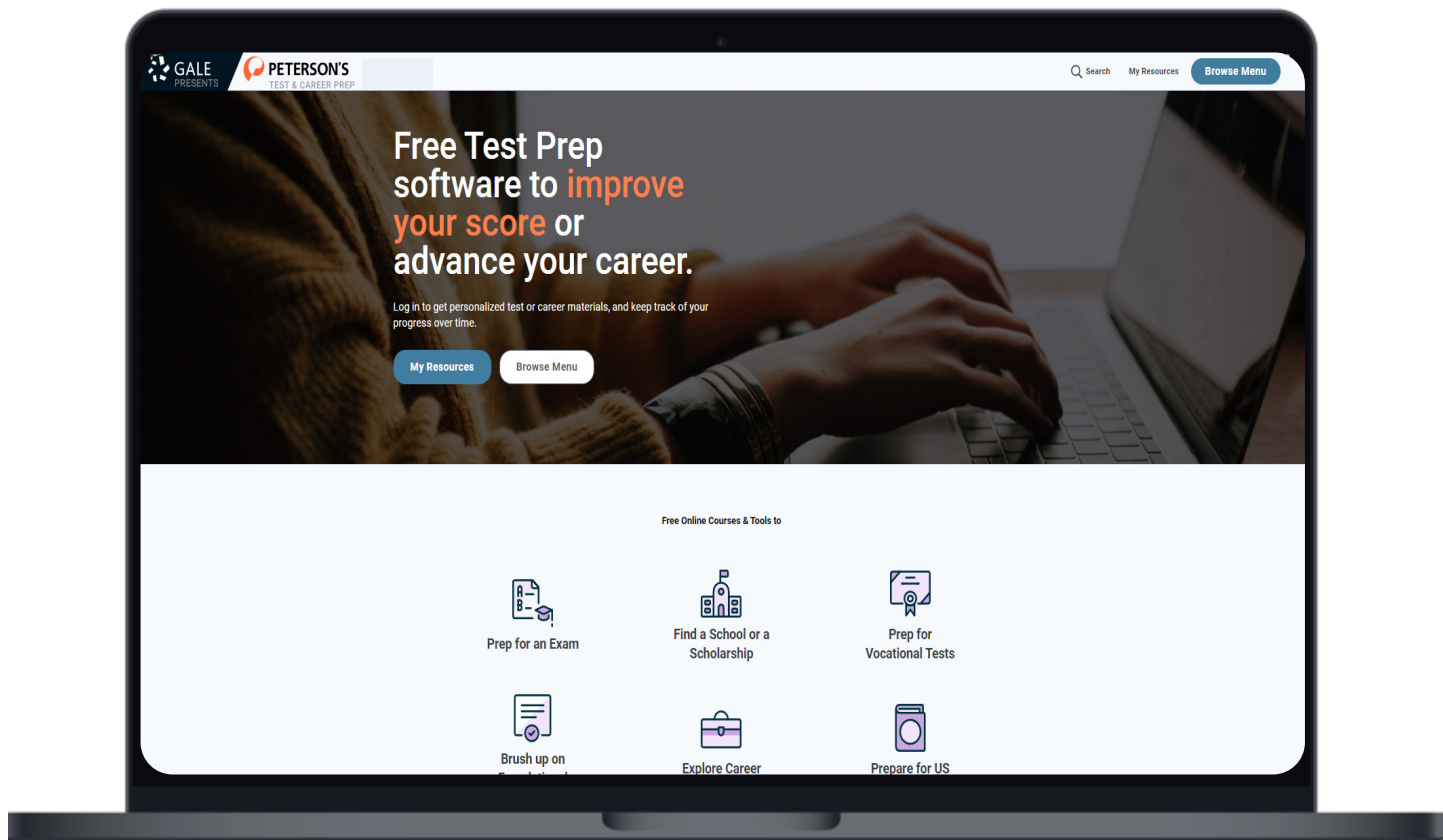 GALE
PRESENTS
PETERSON'S
TEST & CAREER PREP
Search
My Resources
Browse Menu
Free Test Prep
software to improve
your score or
advance your career.
Log in to get personalized test or career materials, and keep track of your
progress over time.
My Resources
Browse Menu
Free Online Courses & Tools to
A
B
Prep for an Exam
Find a School or a
Scholarship
Prep for
Vocational Tests
Brush up on
Explore Career
Prepare for US